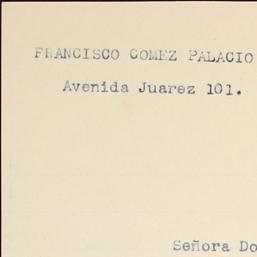 FRANCISCO GOMEZ PALACIO
Avenida Juarez 101.
Señora Do